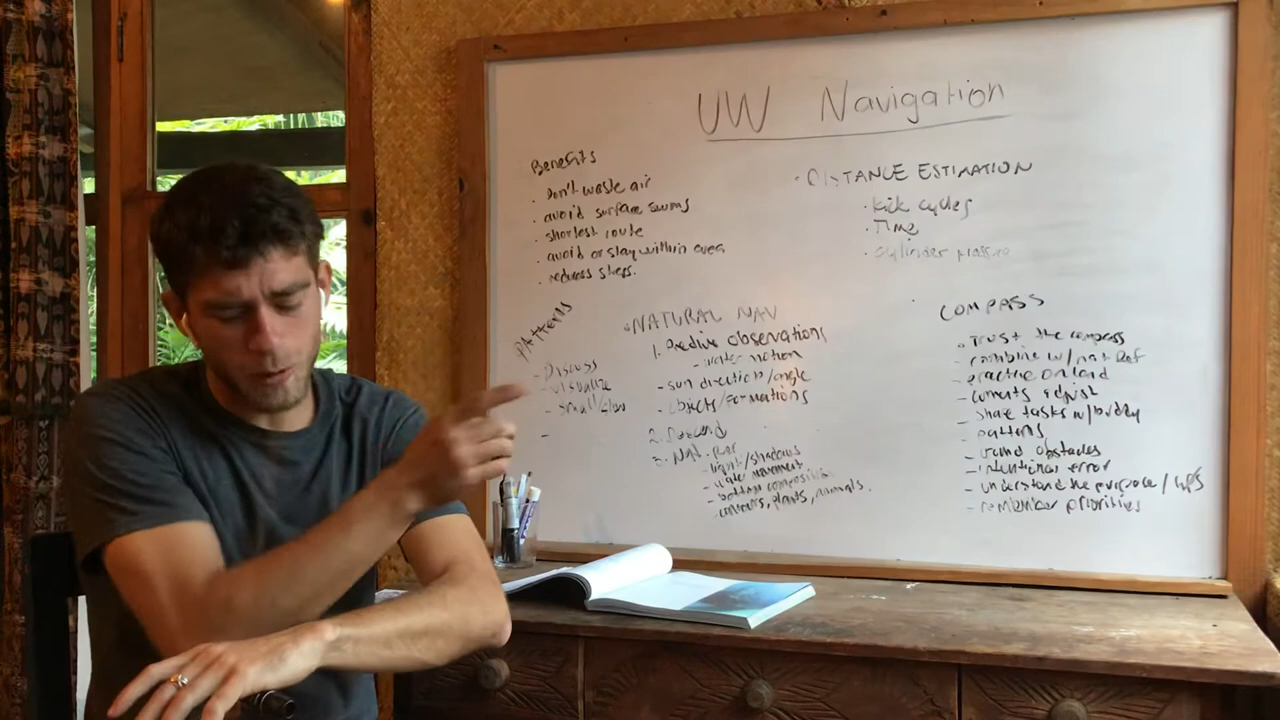 UW Navigation
Benefits
. Don't waste air
. avoid surface swims
. shortest route
. avoid or stay within area
. reduces stress.
· DISTANCE ESTIMATION
. Kick cycles
. Time
. cylinder pressure
Patterns
- Discuss
- visualize
- small/slow
-
NATURAL NAV
1. Predive observations
- water motion
- sun direction/angle
- objects/formations
2. Descend
3. Nat.
- light/shadows
- water movement
- bottom composition
- contours, plants, animals.
COMPASS
. Trust the compass
- combine w/ nat Ref
- practice on land
- currents adjust
- share tasks w/buddy
- patterns
- round obstacles
- intentional error
- understand the purpose / GPS
- remember priorities